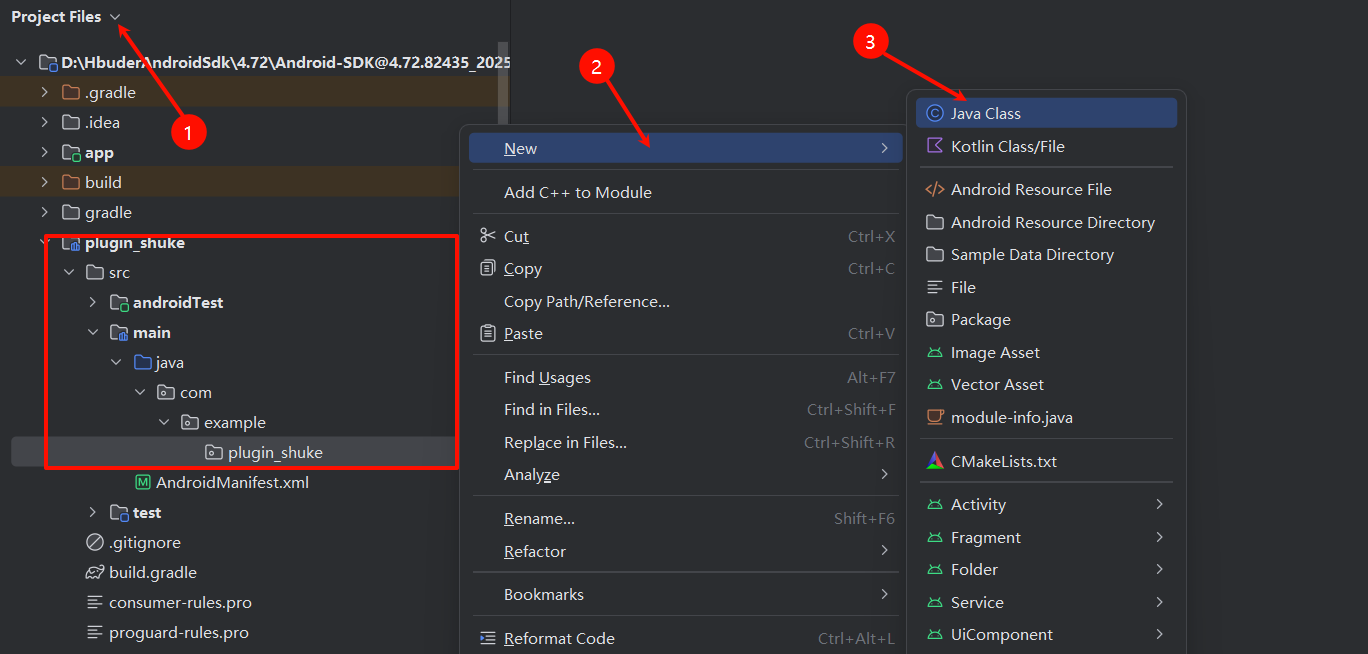 Project Files
D:\HbuderAndroidSdk\4.72\Android-SDK@4.72.82435_2025
.gradle
.idea
app
build
gradle
plugin_shuke
src
androidTest
main
java
com
example
plugin_shuke
AndroidManifest.xml
test
.gitignore
build.gradle
consumer-rules.pro
proguard-rules.pro
1
2
3
New
Add C++ to Module
Cut Ctrl+X
Copy Ctrl+C
Copy Path/Reference...
Paste Ctrl+V
Find Usages Alt+F7
Find in Files... Ctrl+Shift+F
Replace in Files... Ctrl+Shift+R
Analyze
Rename... Shift+F6
Refactor
Bookmarks
Reformat Code Ctrl+Alt+L
Java Class
Kotlin Class/File
Android Resource File
Android Resource Directory
Sample Data Directory
File
Package
Image Asset
Vector Asset
module-info.java
CMakeLists.txt
Activity
Fragment
Folder
Service
UiComponent